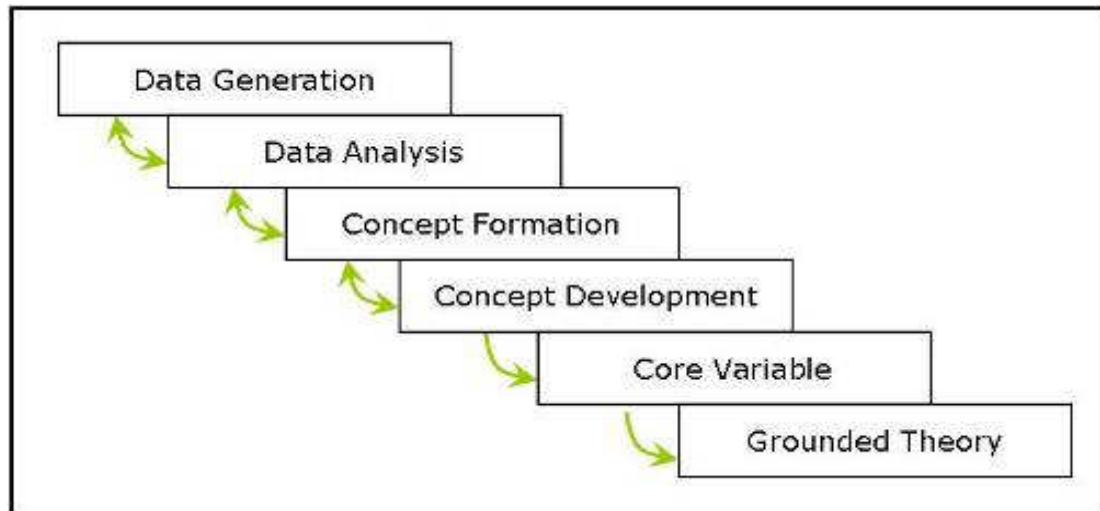 Data Generation
Data Analysis
Concept Formation
Concept Development
Core Variable
Grounded Theory